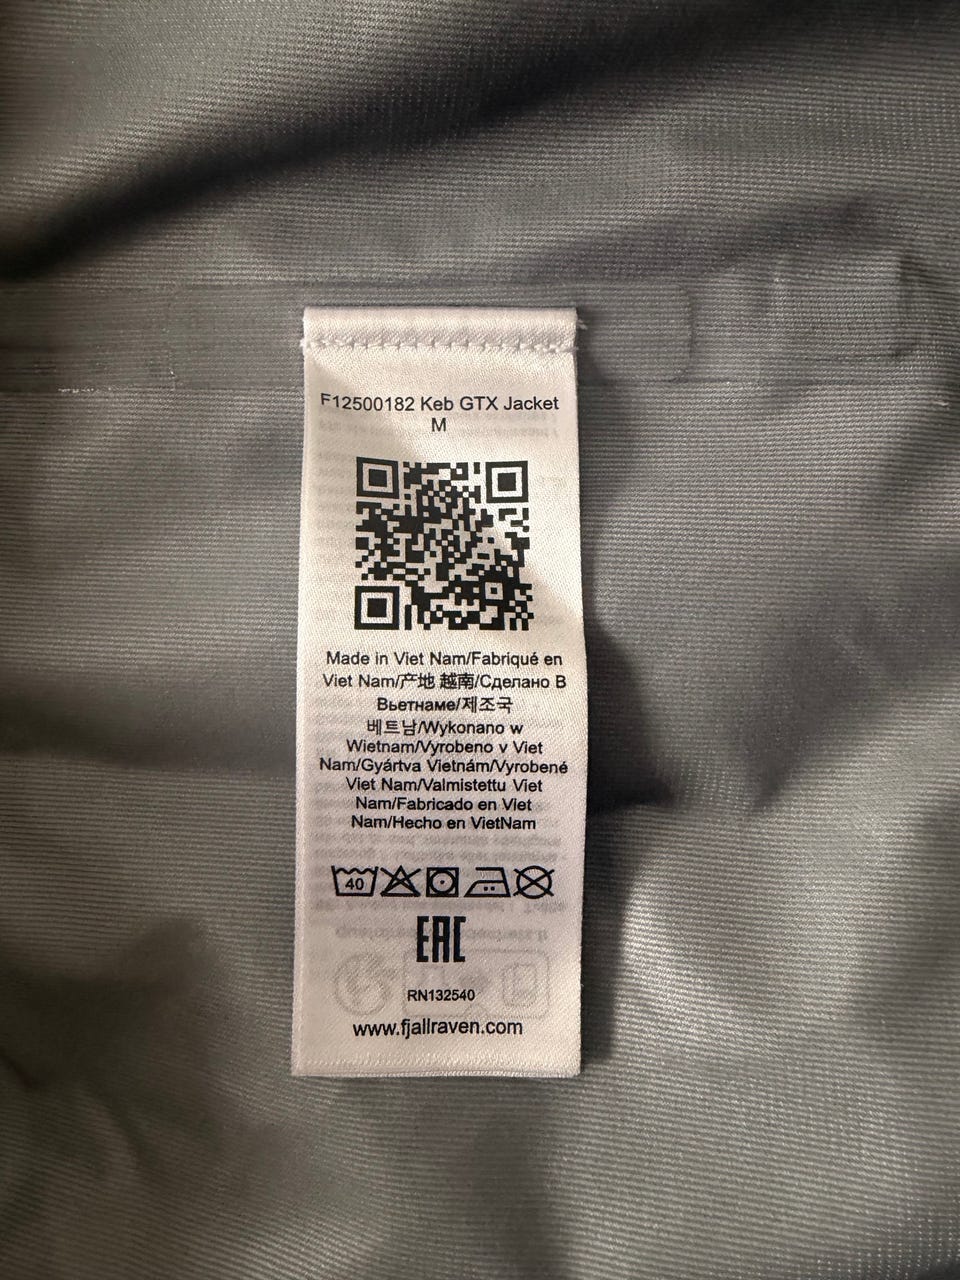 F12500182 Keb GTX Jacket
M
Made in Viet Nam/Fabriqué en
Viet Nam/产地 越南/Сделано В
Вьетнаме/제조국
베트남/Wykonano w
Wietnam/Vyrobeno v Viet
Nam/Gyártva Vietnám/Vyrobené
Viet Nam/Valmistettu Viet
Nam/Fabricado en Viet
Nam/Hecho en VietNam
40
EAC
RN132540
www.fjallraven.com